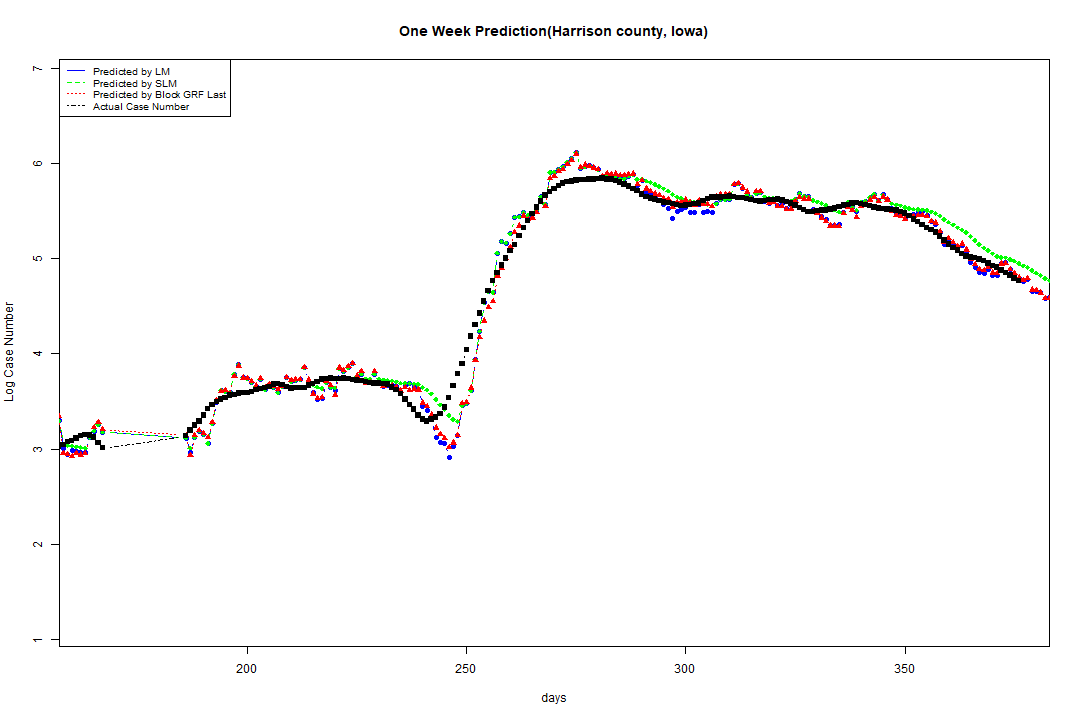 One Week Prediction(Harrison county, Iowa)
Predicted by LM
Predicted by SLM
Predicted by Block GRF Last
Actual Case Number
7
6
5
4
3
2
1
Log Case Number
200 250 300 350
days